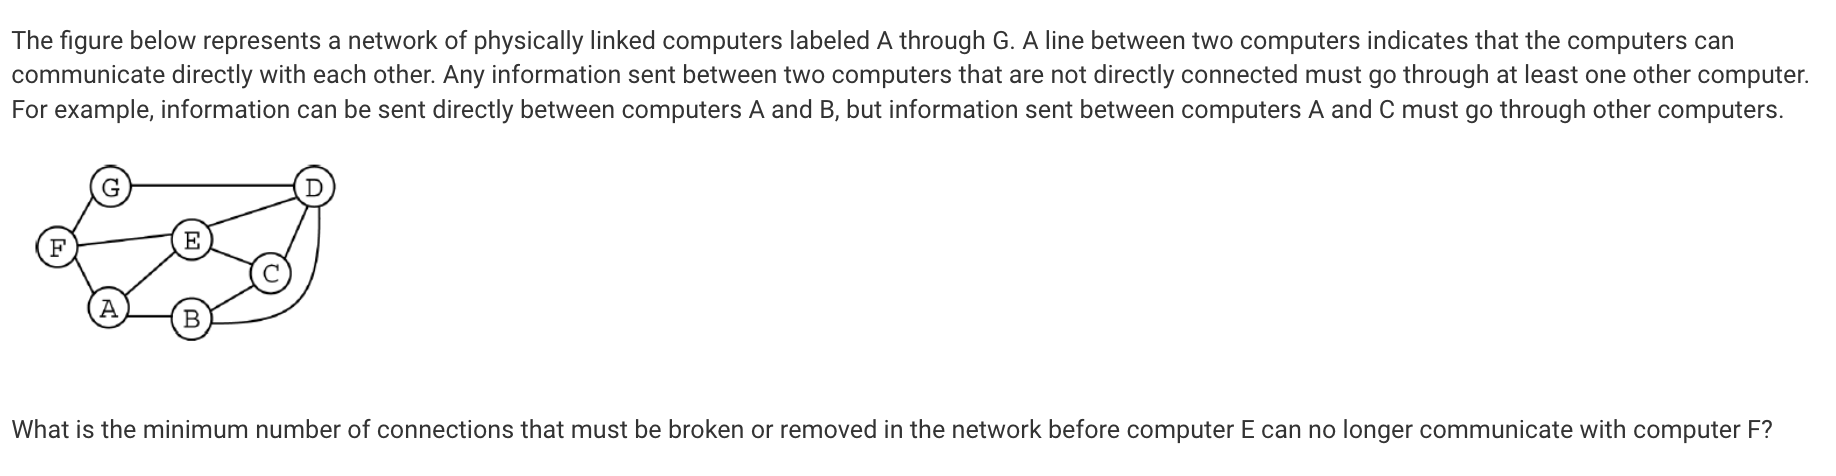 The figure below represents a network of physically linked computers labeled A through G. A line between two computers indicates that the computers can
communicate directly with each other. Any information sent between two computers that are not directly connected must go through at least one other computer.
For example, information can be sent directly between computers A and B, but information sent between computers A and C must go through other computers.
G
D
F
E
C
A
B
What is the minimum number of connections that must be broken or removed in the network before computer E can no longer communicate with computer F?